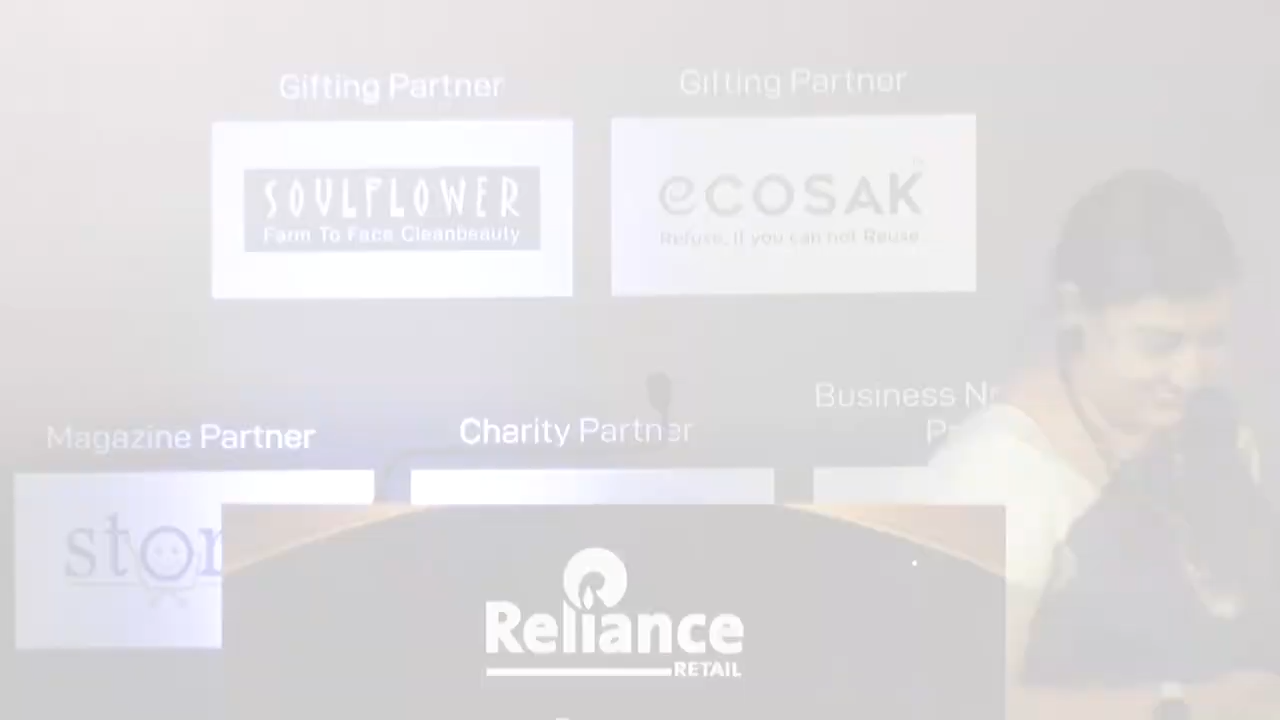 Gifting Partner
Gifting Partner
SOULFLOWER
Farm To Face Cleanbeauty
eCOSAK
Refuse, If you can not Reuse
Magazine Partner
Charity Partner
Business
Reliance
RETAIL